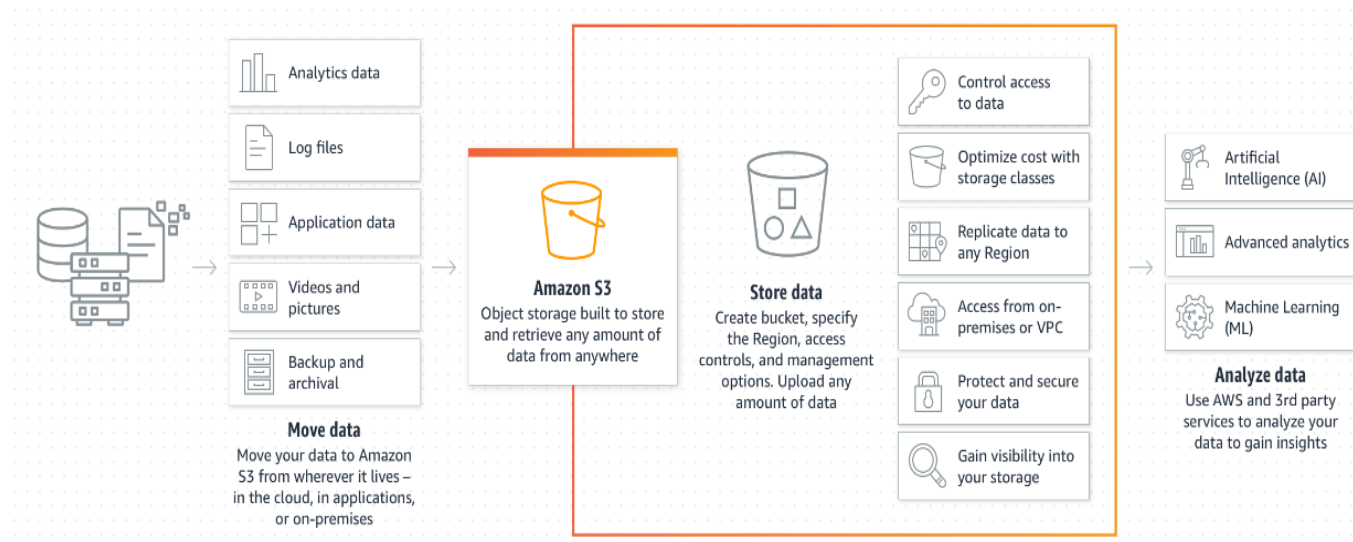 Analytics data
Log files
Application data
Videos and
pictures
Backup and
archival
Move data
Move your data to Amazon
S3 from wherever it lives –
in the cloud, in applications,
or on-premises
Amazon S3
Object storage built to store
and retrieve any amount of
data from anywhere
Store data
Create bucket, specify
the Region, access
controls, and management
options. Upload any
amount of data
Control access
to data
Optimize cost with
storage classes
Replicate data to
any Region
Access from on-
premises or VPC
Protect and secure
your data
Gain visibility into
your storage
Artificial
Intelligence (AI)
Advanced analytics
Machine Learning
(ML)
Analyze data
Use AWS and 3rd party
services to analyze your
data to gain insights